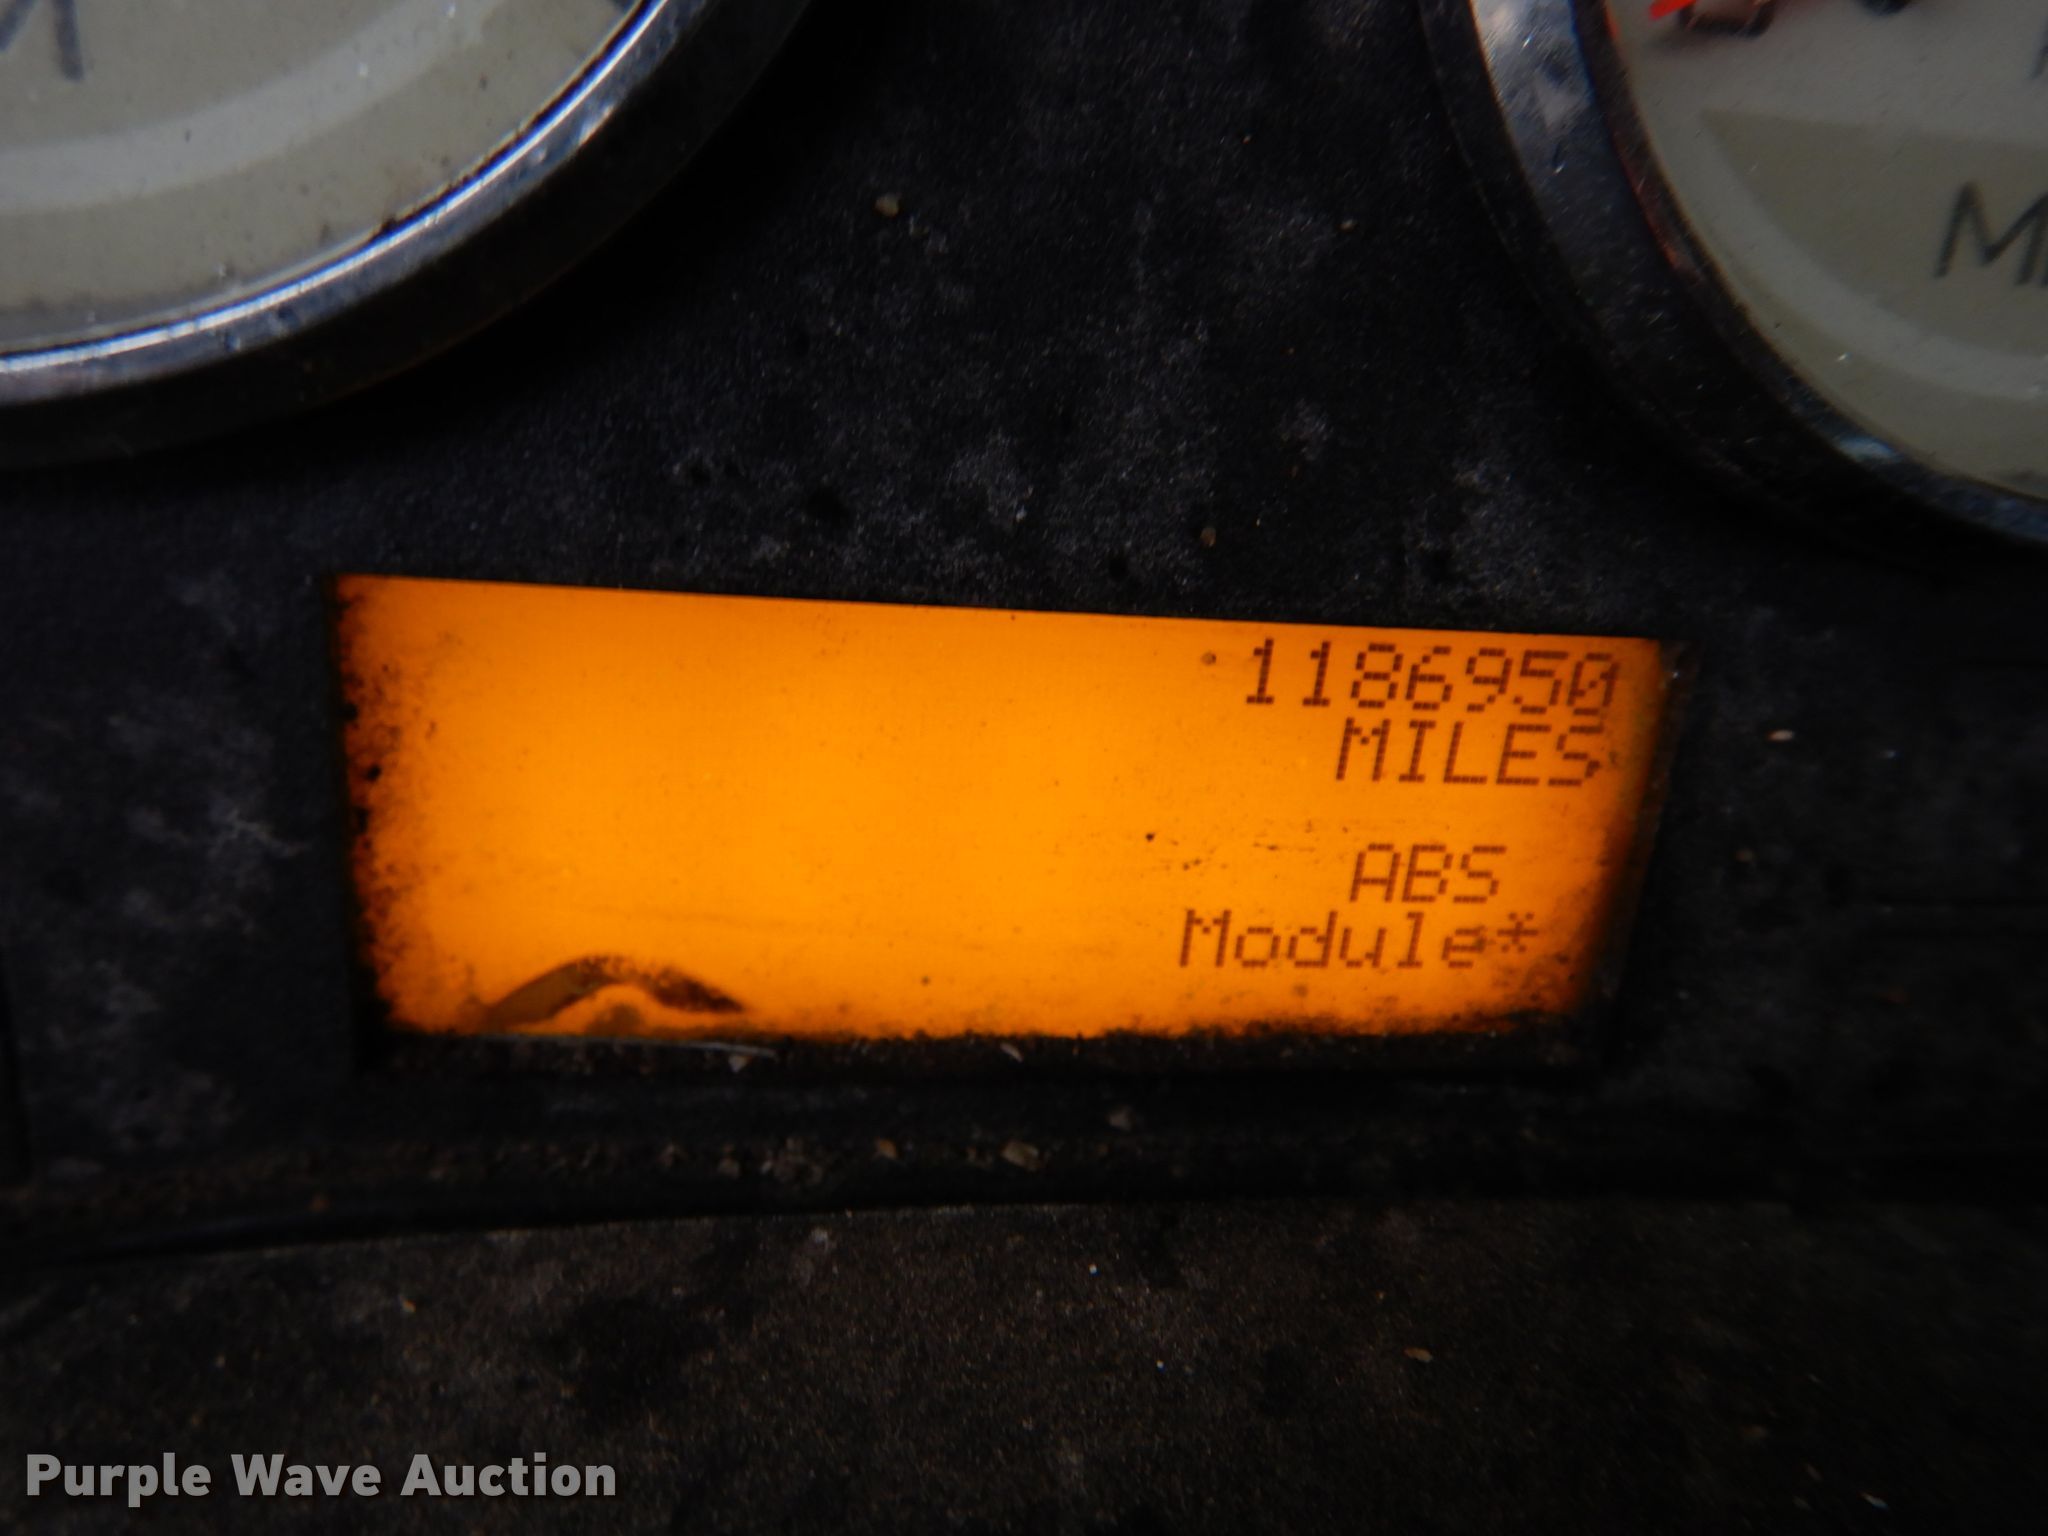 1186950
MILES
ABS
Module*
Purple Wave Auction